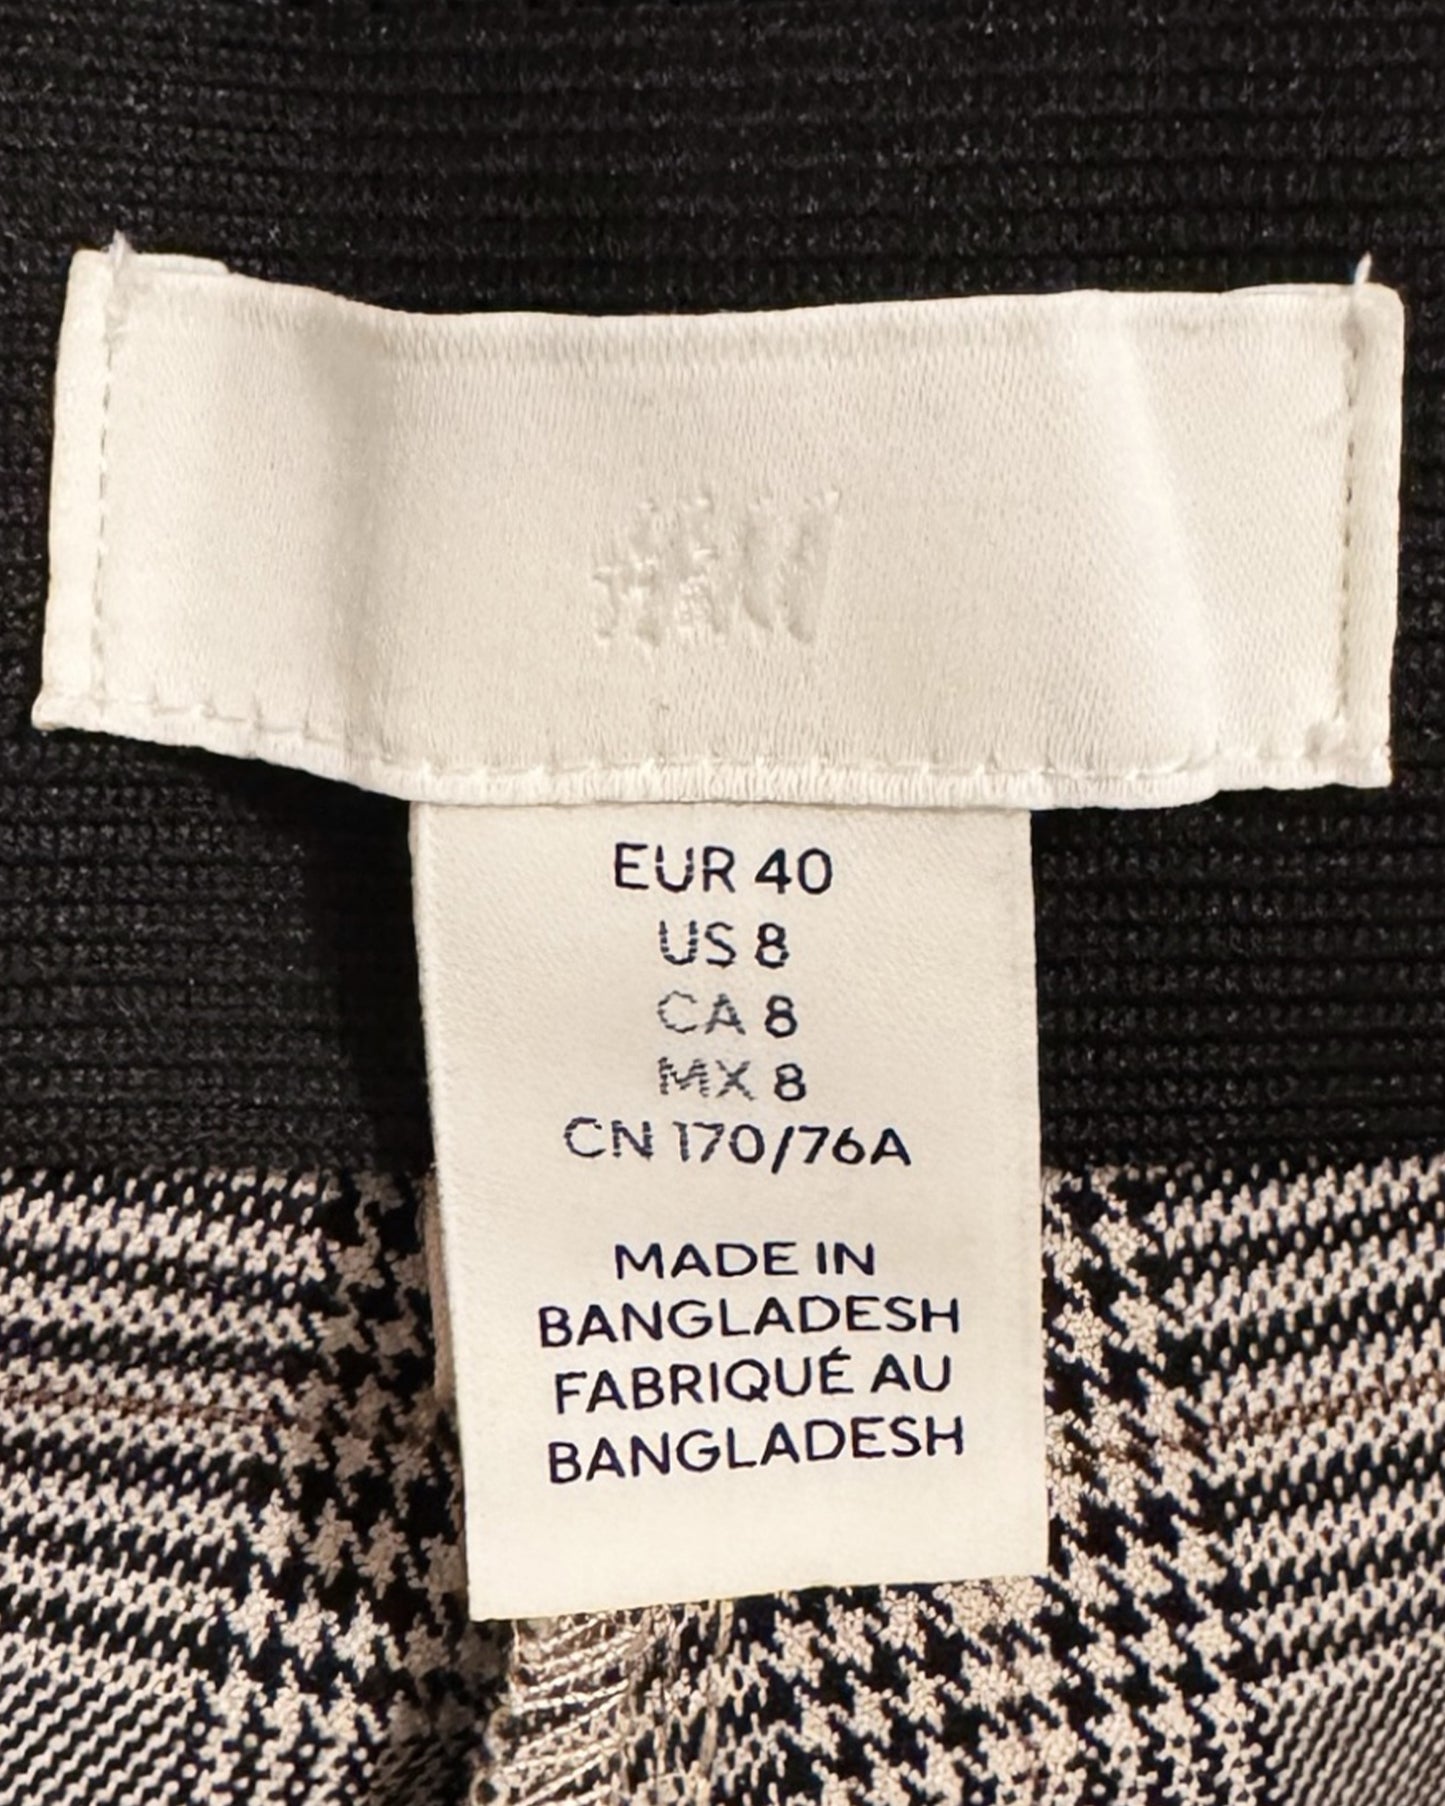 EUR 40
US 8
CA 8
MX 8
CN 170/76A
MADE IN
BANGLADESH
FABRIQUÉ AU
BANGLADESH